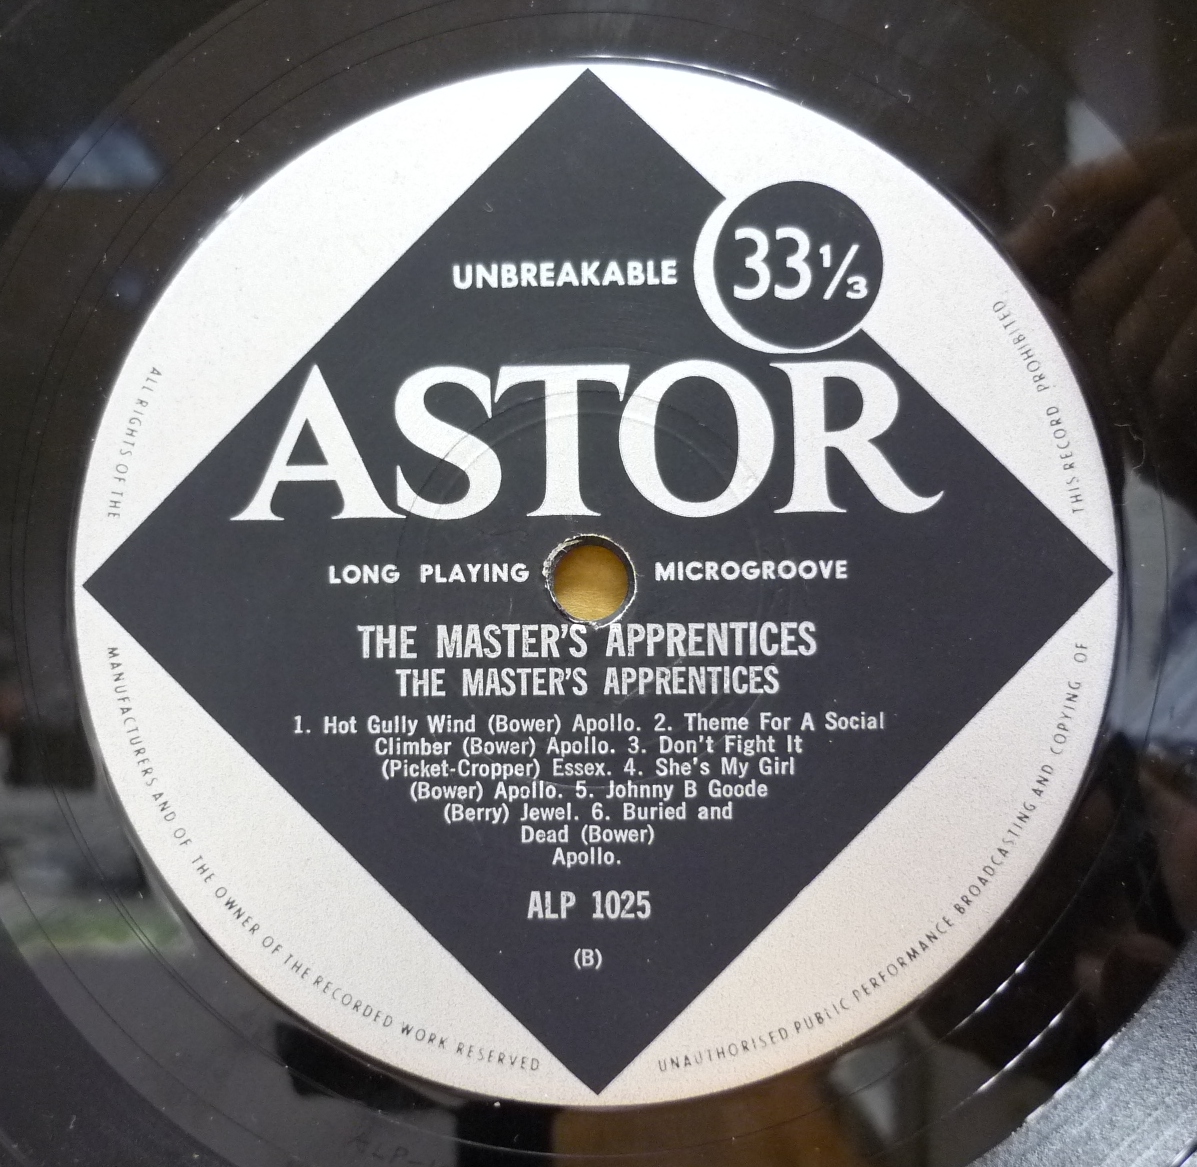 UNBREAKABLE 33 1/3
ASTOR
LONG PLAYING MICROGROOVE
THE MASTER'S APPRENTICES
THE MASTER'S APPRENTICES
1. Hot Gully Wind (Bower) Apollo. 2. Theme For A Social
Climber (Bower) Apollo. 3. Don't Fight It
(Picket-Cropper) Essex. 4. She's My Girl
(Bower) Apollo. 5. Johnny B Goode
(Berry) Jewel. 6. Buried and
Dead (Bower)
Apollo.
ALP 1025
(B)
ALL RIGHTS OF THE MANUFACTURERS AND OF THE OWNER OF THE RECORDED WORK RESERVED
UNAUTHORISED PUBLIC PERFORMANCE BROADCASTING AND COPYING OF THIS RECORD PROHIBITED